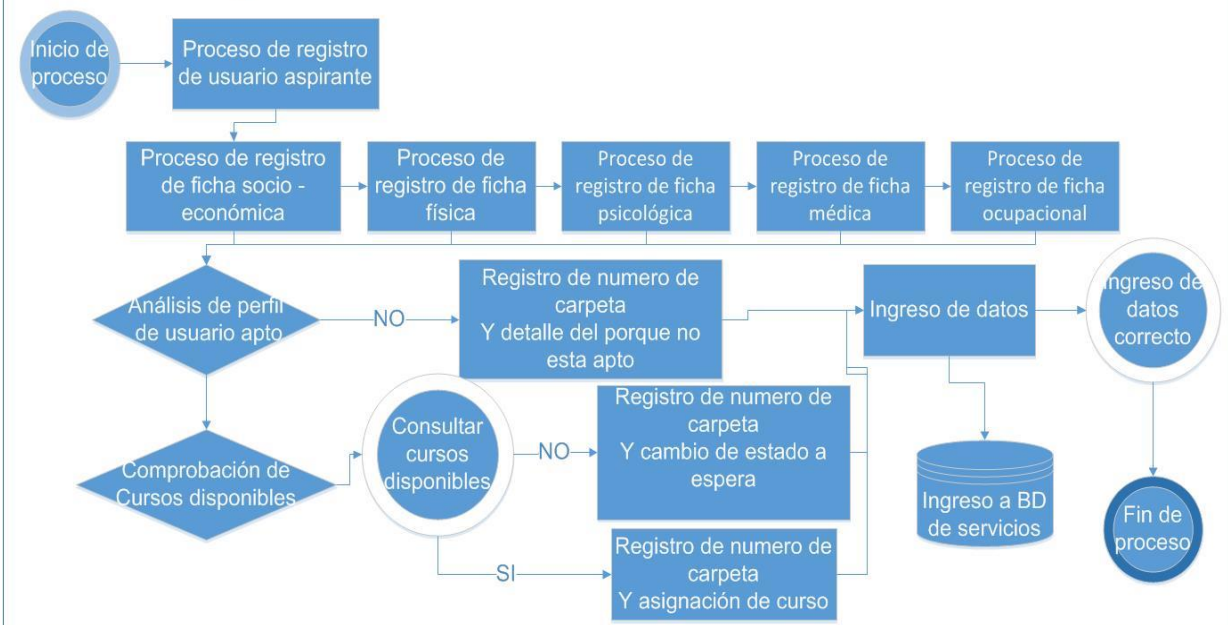 Inicio de
proceso
Proceso de registro
de usuario aspirante
Proceso de registro
de ficha socio -
económica
Proceso de
registro de ficha
física
Proceso de
registro de ficha
psicológica
Proceso de
registro de ficha
médica
Proceso de
registro de ficha
ocupacional
Análisis de perfil
de usuario apto
NO
Registro de numero de
carpeta
Y detalle del porque no
esta apto
Ingreso de datos
Ingreso de
datos
correcto
Comprobación de
Cursos disponibles
Consultar
cursos
disponibles
NO
Registro de numero de
carpeta
Y cambio de estado a
espera
SI
Registro de numero de
carpeta
Y asignación de curso
Ingreso a BD
de servicios
Fin de
proceso